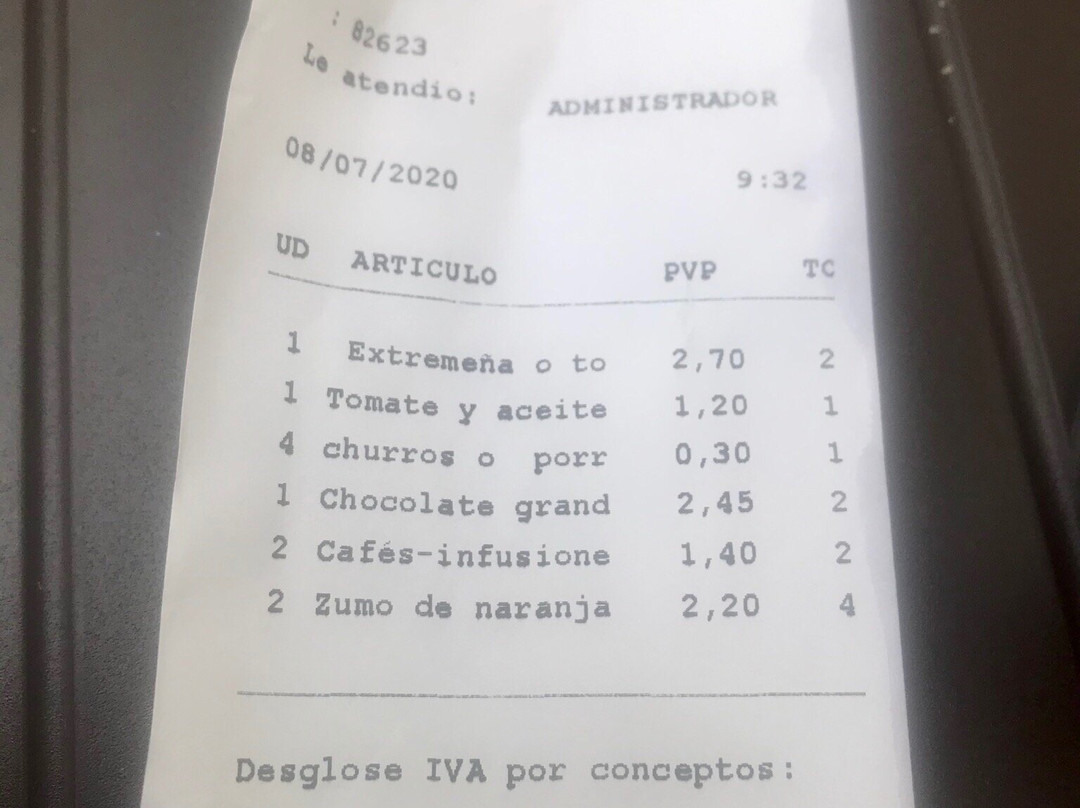 : 82623
Le atendio: ADMINISTRADOR
08/07/2020 9:32
UD ARTICULO PVP TO
1 Extremeña o to 2,70 2
1 Tomate y aceite 1,20 1
4 churros o porr 0,30 1
1 Chocolate grand 2,45 2
2 Cafés-infusione 1,40 2
2 Zumo de naranja 2,20 4
Desglose IVA por conceptos: